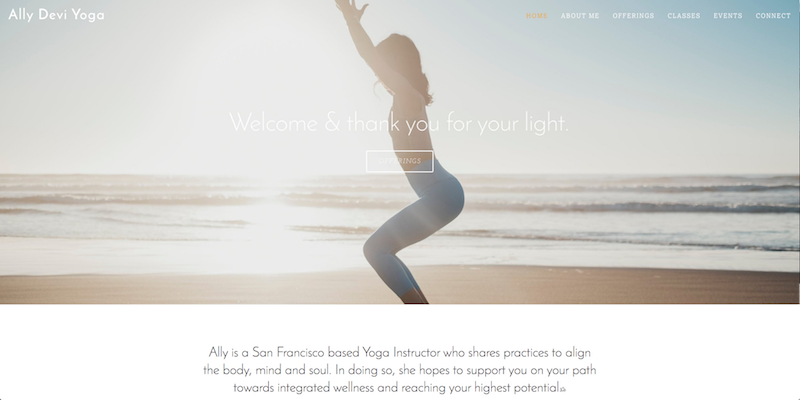 Ally Devi Yoga
HOME ABOUT ME OFFERINGS CLASSES EVENTS CONNECT
Welcome & thank you for your light.
OFFERINGS
Ally is a San Francisco based Yoga Instructor who shares practices to align
the body, mind and soul. In doing so, she hopes to support you on your path
towards integrated wellness and reaching your highest potential